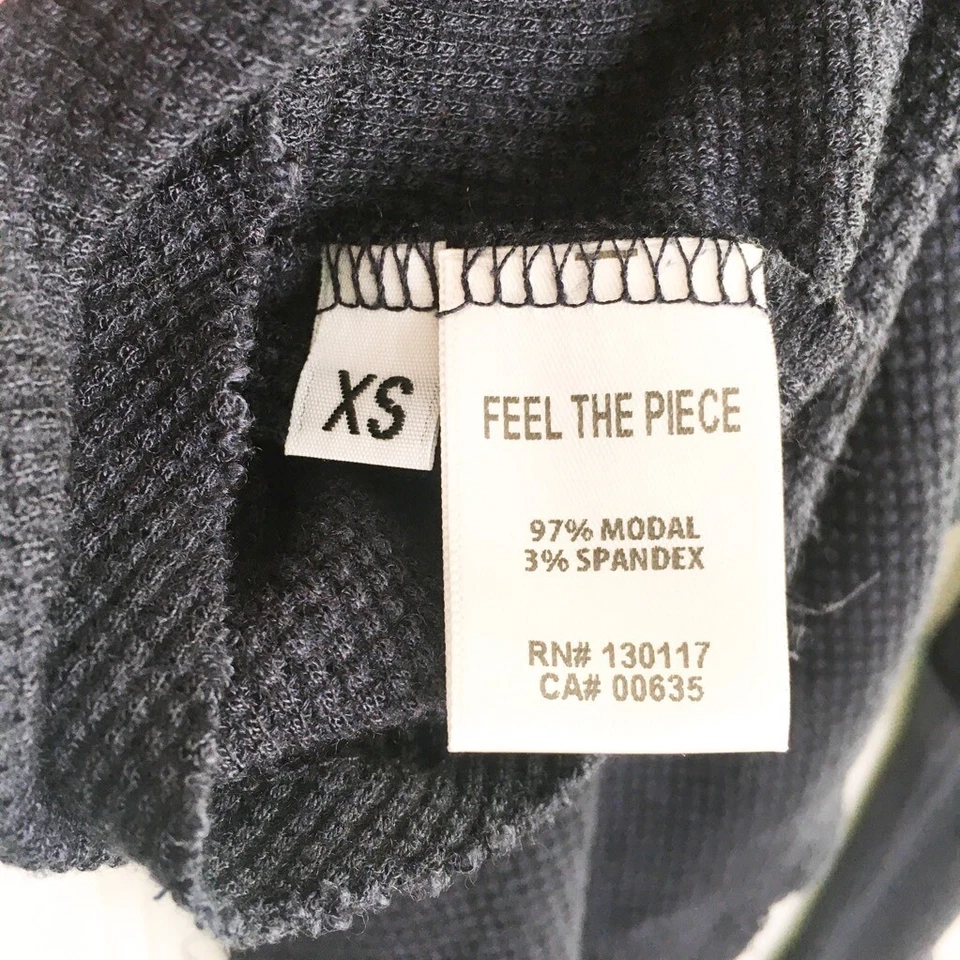 XS
FEEL THE PIECE
97% MODAL
3% SPANDEX
RN# 130117
CA# 00635